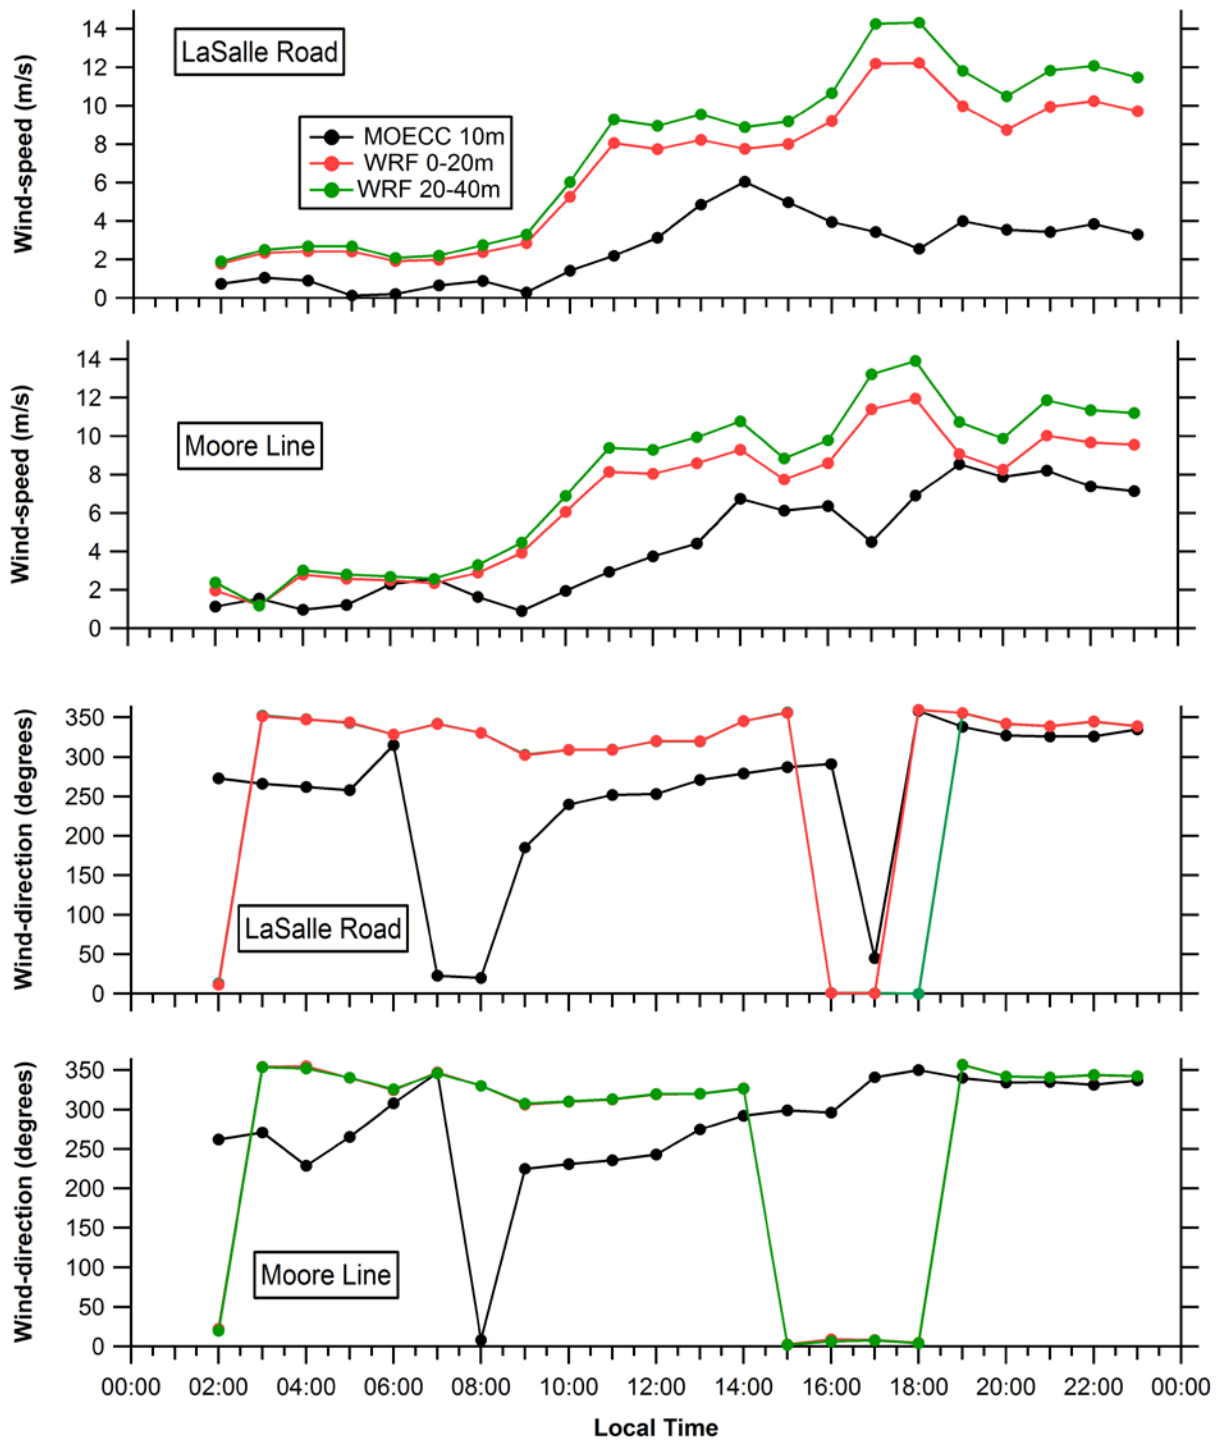 14
12
10
8
6
4
2
0
Wind-speed (m/s)
LaSalle Road
MOECC 10m
WRF 0-20m
WRF 20-40m
14
12
10
8
6
4
2
0
Wind-speed (m/s)
Moore Line
350
300
250
200
150
100
50
0
Wind-direction (degrees)
LaSalle Road
350
300
250
200
150
100
50
0
Wind-direction (degrees)
Moore Line
00:00 02:00 04:00 06:00 08:00 10:00 12:00 14:00 16:00 18:00 20:00 22:00 00:00
Local Time